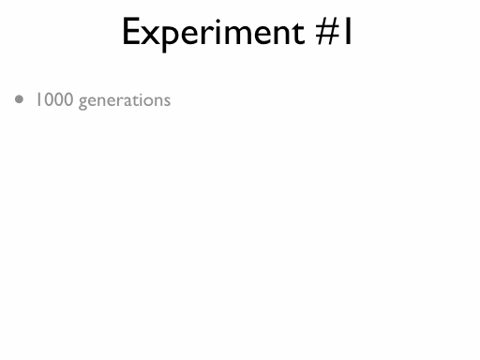 Experiment #1
• 1000 generations